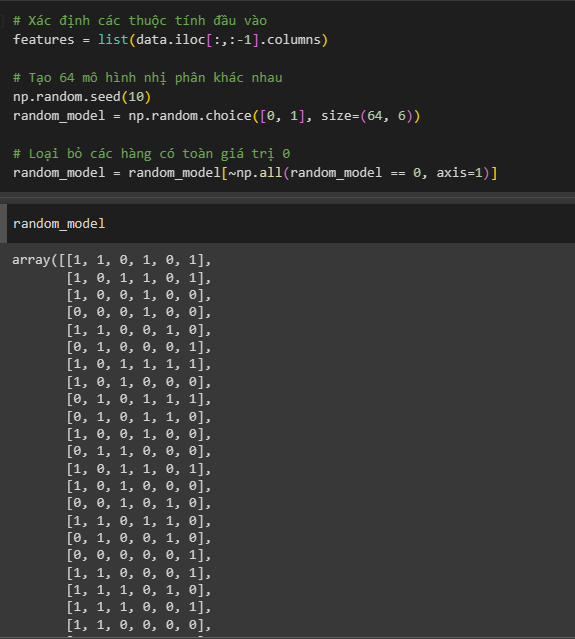 # Xác định các thuộc tính đầu vào
features = list(data.iloc[:,:-1].columns)
# Tạo 64 mô hình nhị phân khác nhau
np.random.seed(10)
random_model = np.random.choice([0, 1], size=(64, 6))
# Loại bỏ các hàng có toàn giá trị 0
random_model = random_model[~np.all(random_model == 0, axis=1)]
random_model
array([[1, 1, 0, 1, 0, 1],
[1, 0, 1, 1, 0, 1],
[1, 0, 0, 1, 0, 0],
[0, 0, 0, 1, 0, 0],
[1, 1, 0, 0, 1, 0],
[0, 1, 0, 0, 0, 1],
[1, 0, 1, 1, 1, 1],
[1, 0, 1, 0, 0, 0],
[0, 1, 0, 1, 1, 1],
[0, 1, 0, 1, 1, 0],
[1, 0, 0, 1, 0, 0],
[0, 1, 1, 0, 0, 0],
[1, 0, 1, 1, 0, 1],
[1, 0, 1, 0, 0, 0],
[0, 0, 1, 0, 1, 0],
[1, 1, 0, 1, 1, 0],
[0, 1, 0, 0, 1, 0],
[0, 0, 0, 0, 0, 1],
[1, 1, 0, 0, 0, 1],
[1, 1, 1, 0, 1, 0],
[1, 1, 1, 0, 0, 1],
[1, 1, 0, 0, 0, 0],